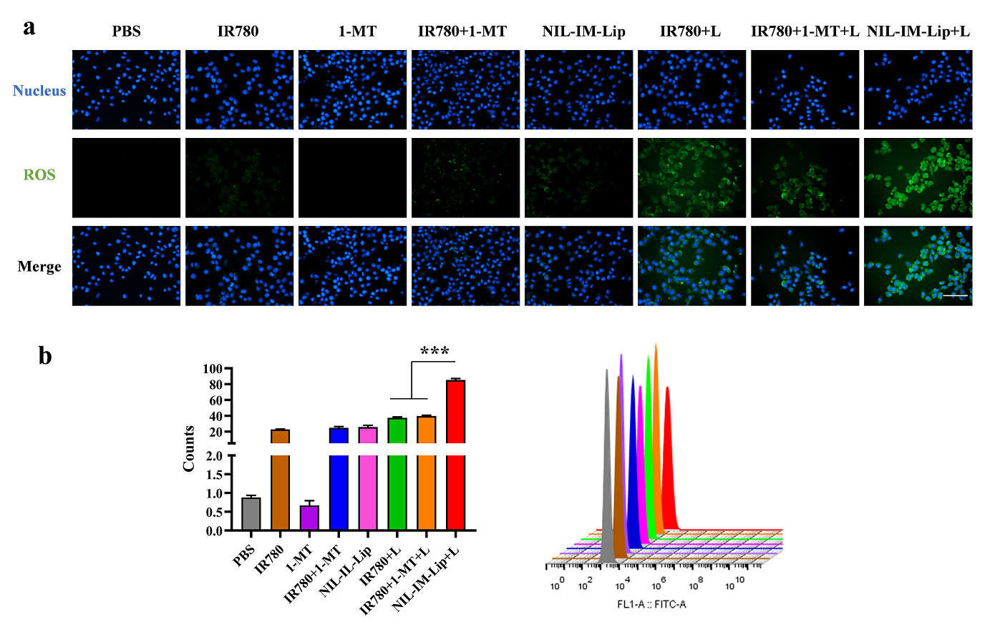 a
PBS IR780 1-MT IR780+1-MT NIL-IM-Lip IR780+L IR780+1-MT+L NIL-IM-Lip+L
Nucleus
ROS
Merge
b
***
100
80
60
40
20
2.0
1.5
1.0
0.5
0.0
Counts
PBS IR780 1-MT IR780+1-MT NIL-IL-Lip IR780+L IR780+1-MT+L NIL-IM-Lip+L
10^0 10^2 10^4 10^6 10^8 10^10
FL1-A :: FITC-A